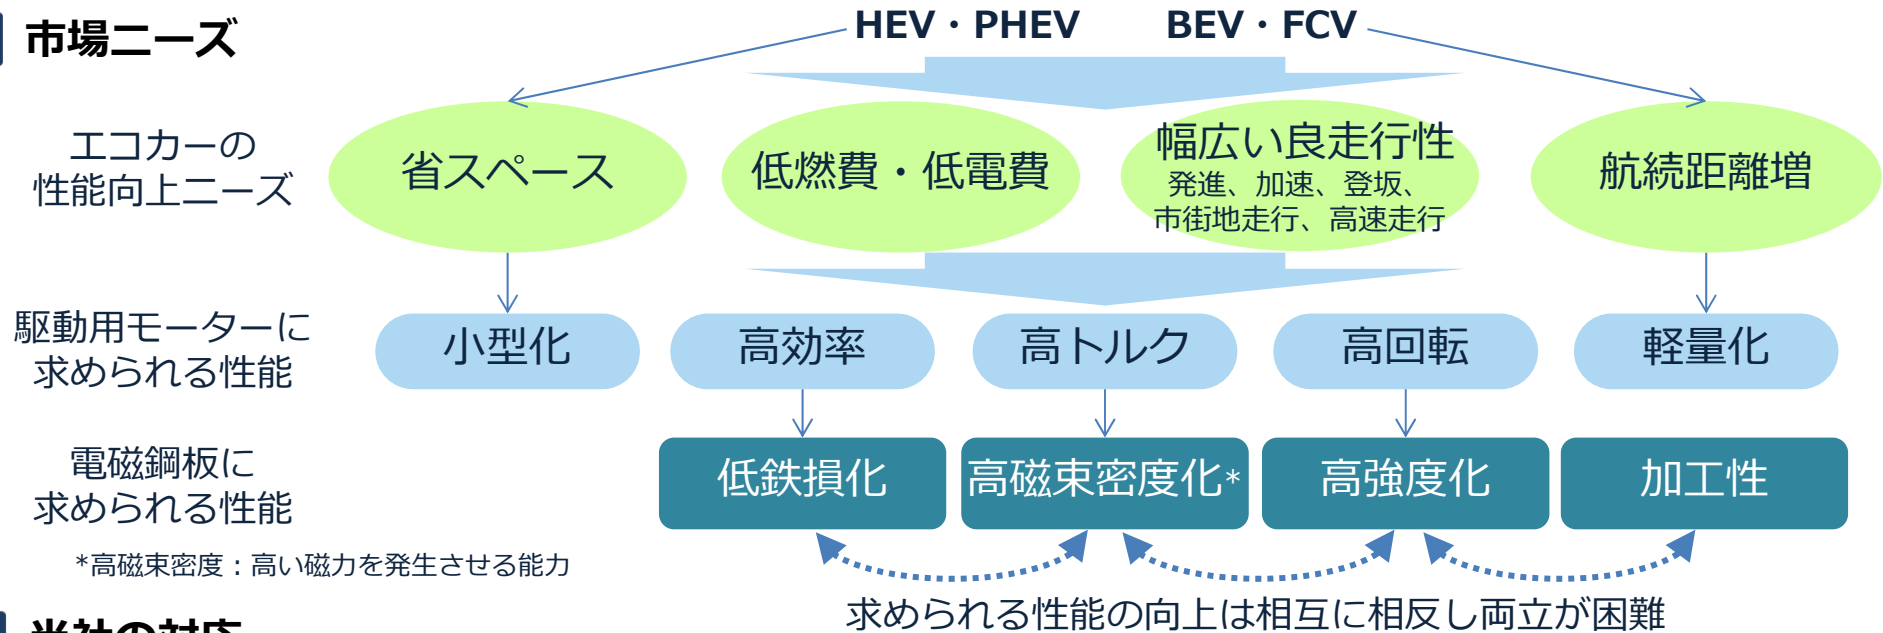 市場ニーズ
HEV・PHEV
BEV・FCV
エコカーの
性能向上ニーズ
省スペース
低燃費・低電費
幅広い良走行性
発進、加速、登坂、
市街地走行、高速走行
航続距離増
駆動用モーターに
求められる性能
小型化
高効率
高トルク
高回転
軽量化
電磁鋼板に
求められる性能
低鉄損化
高磁束密度化*
高強度化
加工性
*高磁束密度：高い磁力を発生させる能力
求められる性能の向上は相互に相反し両立が困難
当社の対応